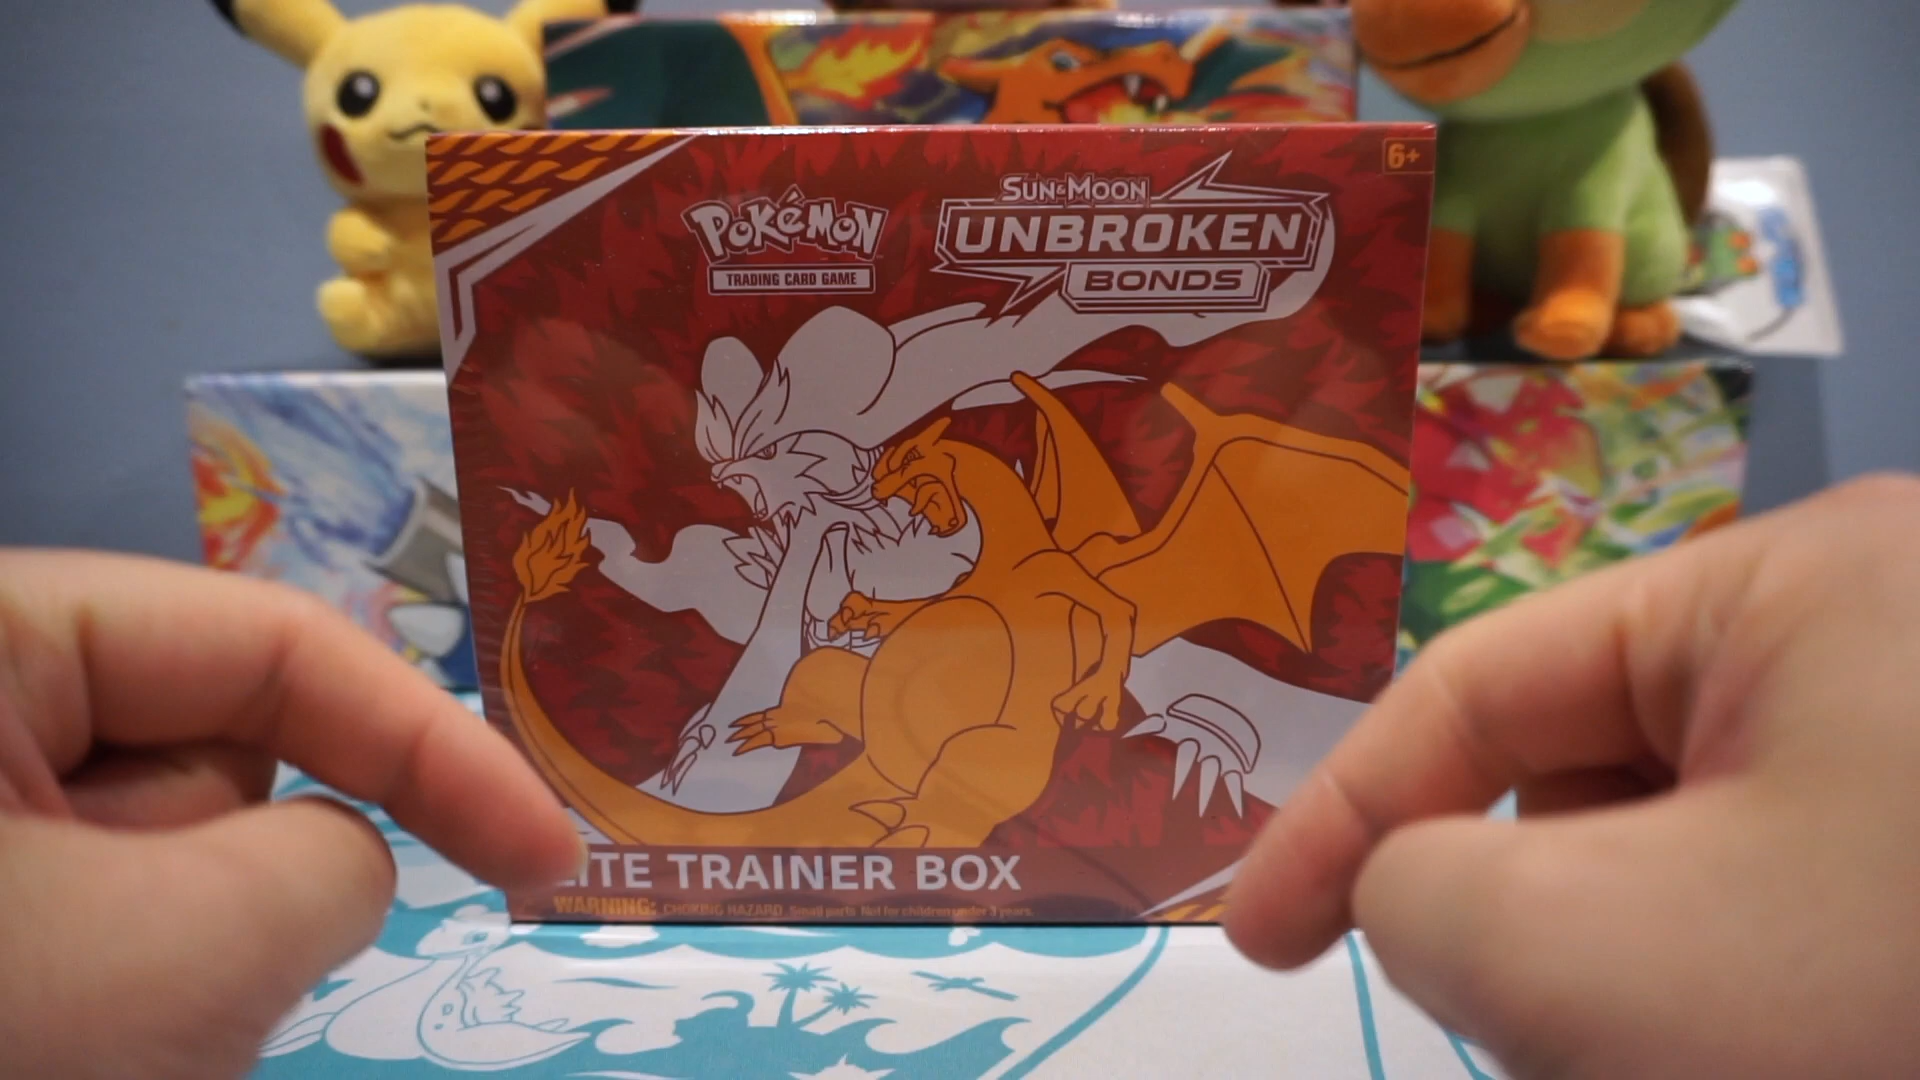 6+
POKéMON
TRADING CARD GAME
SUN & MOON
UNBROKEN
BONDS
ITE TRAINER BOX
WARNING: CHOKING HAZARD. Small parts. Not for children under 3 years.